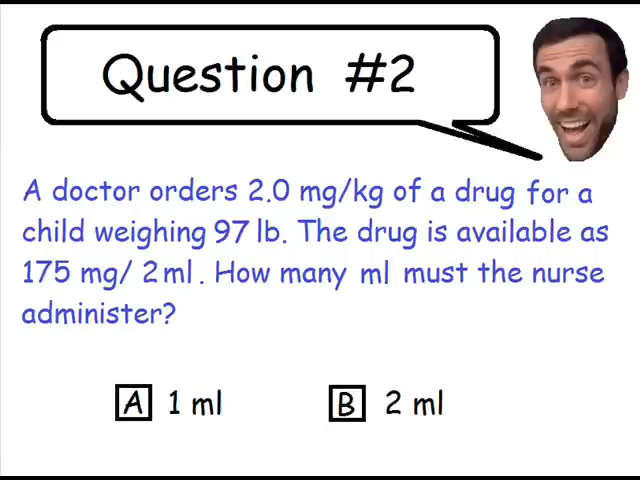 Question #2
A doctor orders 2.0 mg/kg of a drug for a
child weighing 97 lb. The drug is available as
175 mg/ 2 ml. How many ml must the nurse
administer?
A 1 ml B 2 ml